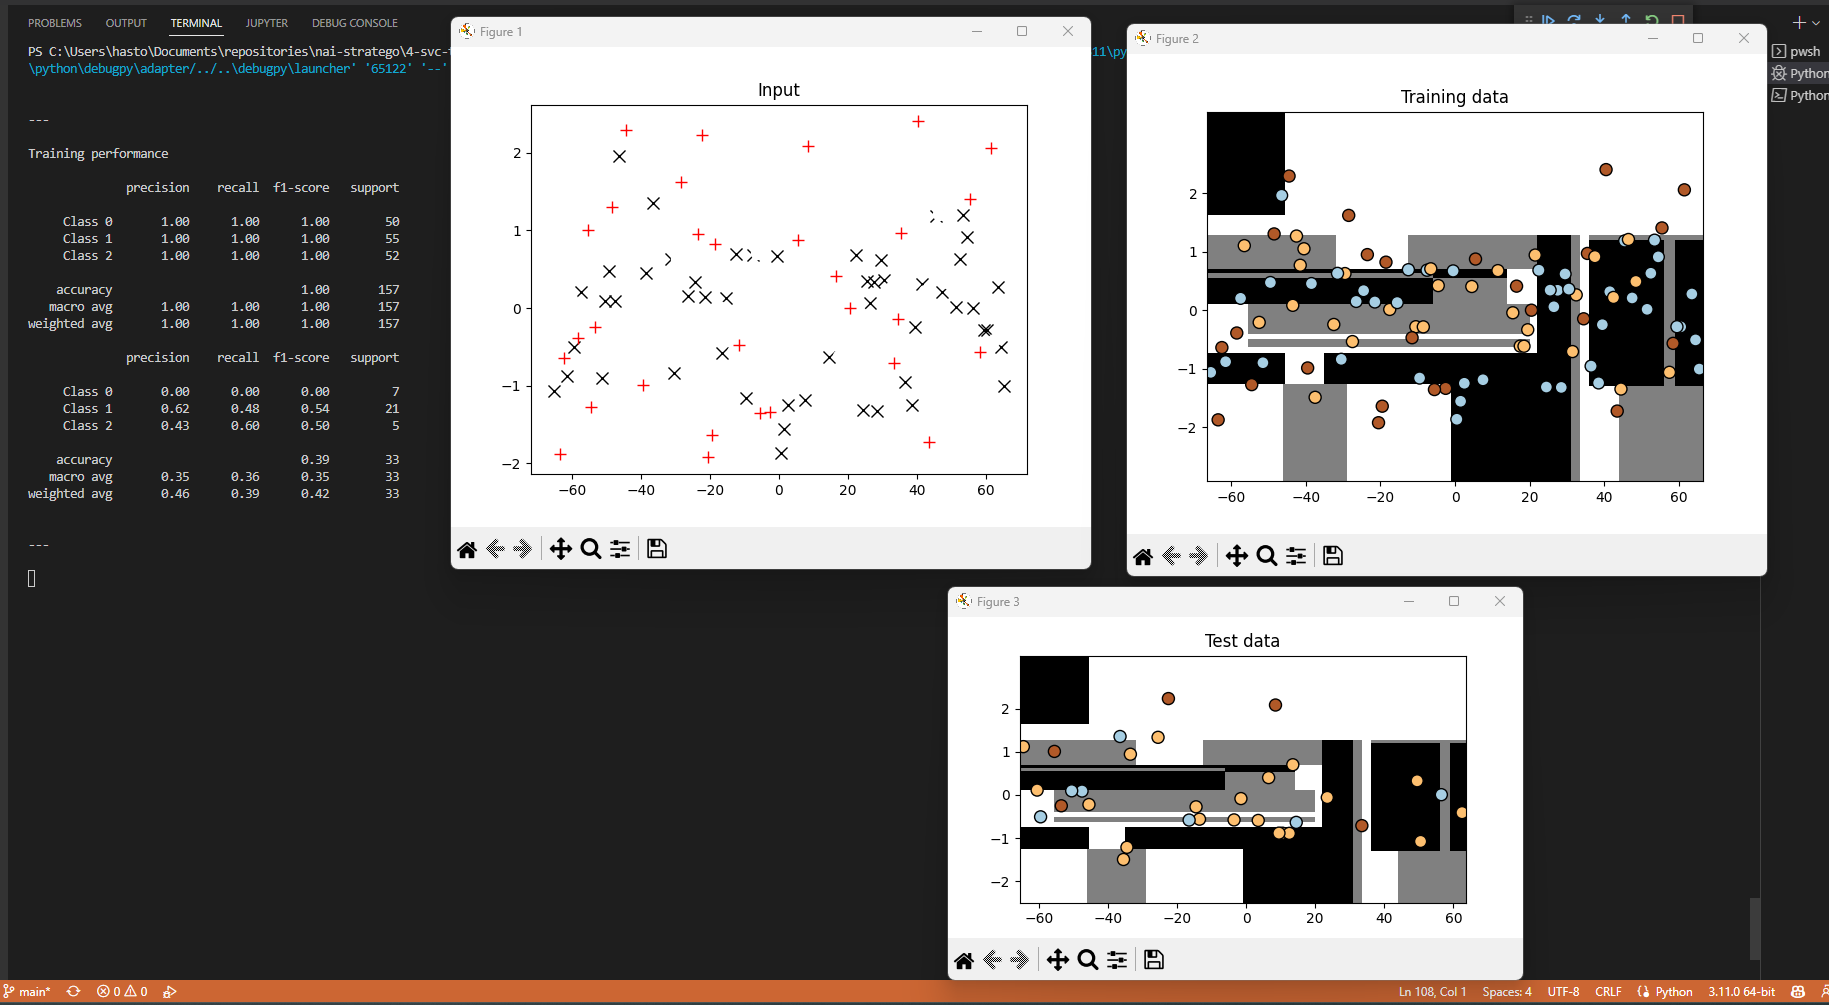 PROBLEMS OUTPUT TERMINAL JUPYTER DEBUG CONSOLE
PS C:\Users\hasto\Documents\repositories\nai-stratego\4-svc-
11\py
\python\debugpy\adapter/../..\debugpy\launcher' '65122' '--'
---
Training performance
precision recall f1-score support
Class 0 1.00 1.00 1.00 50
Class 1 1.00 1.00 1.00 55
Class 2 1.00 1.00 1.00 52
accuracy 1.00 157
macro avg 1.00 1.00 1.00 157
weighted avg 1.00 1.00 1.00 157
precision recall f1-score support
Class 0 0.00 0.00 0.00 7
Class 1 0.62 0.48 0.54 21
Class 2 0.43 0.60 0.50 5
accuracy 0.39 33
macro avg 0.35 0.36 0.35 33
weighted avg 0.46 0.39 0.42 33
---
Figure 1
Input
2
1
0
−1
−2
−60 −40 −20 0 20 40 60
Figure 2
Training data
2
1
0
−1
−2
−60 −40 −20 0 20 40 60
pwsh
Python
Python
Figure 3
Test data
2
1
0
−1
−2
−60 −40 −20 0 20 40 60
main* 0 0 Ln 108, Col 1 Spaces: 4 UTF-8 CRLF Python 3.11.0 64-bit